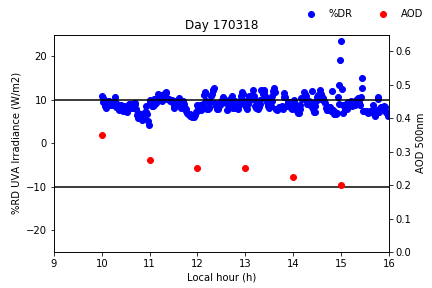 %DR AOD
Day 170318
%RD UVA Irradiance (W/m2)
20
10
0
−10
−20
0.6
0.5
0.4
0.3
0.2
0.1
0.0
AOD 500nm
9 10 11 12 13 14 15 16
Local hour (h)